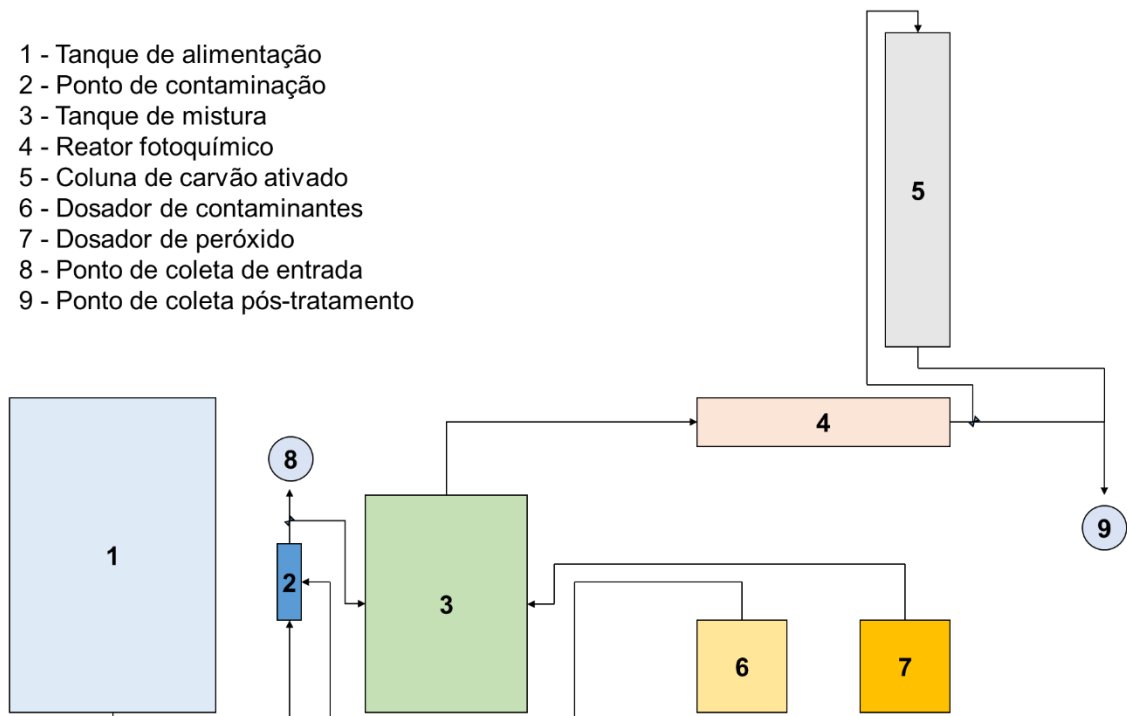 1 - Tanque de alimentação
2 - Ponto de contaminação
3 - Tanque de mistura
4 - Reator fotoquímico
5 - Coluna de carvão ativado
6 - Dosador de contaminantes
7 - Dosador de peróxido
8 - Ponto de coleta de entrada
9 - Ponto de coleta pós-tratamento
5
4
8
9
1
2
3
6
7